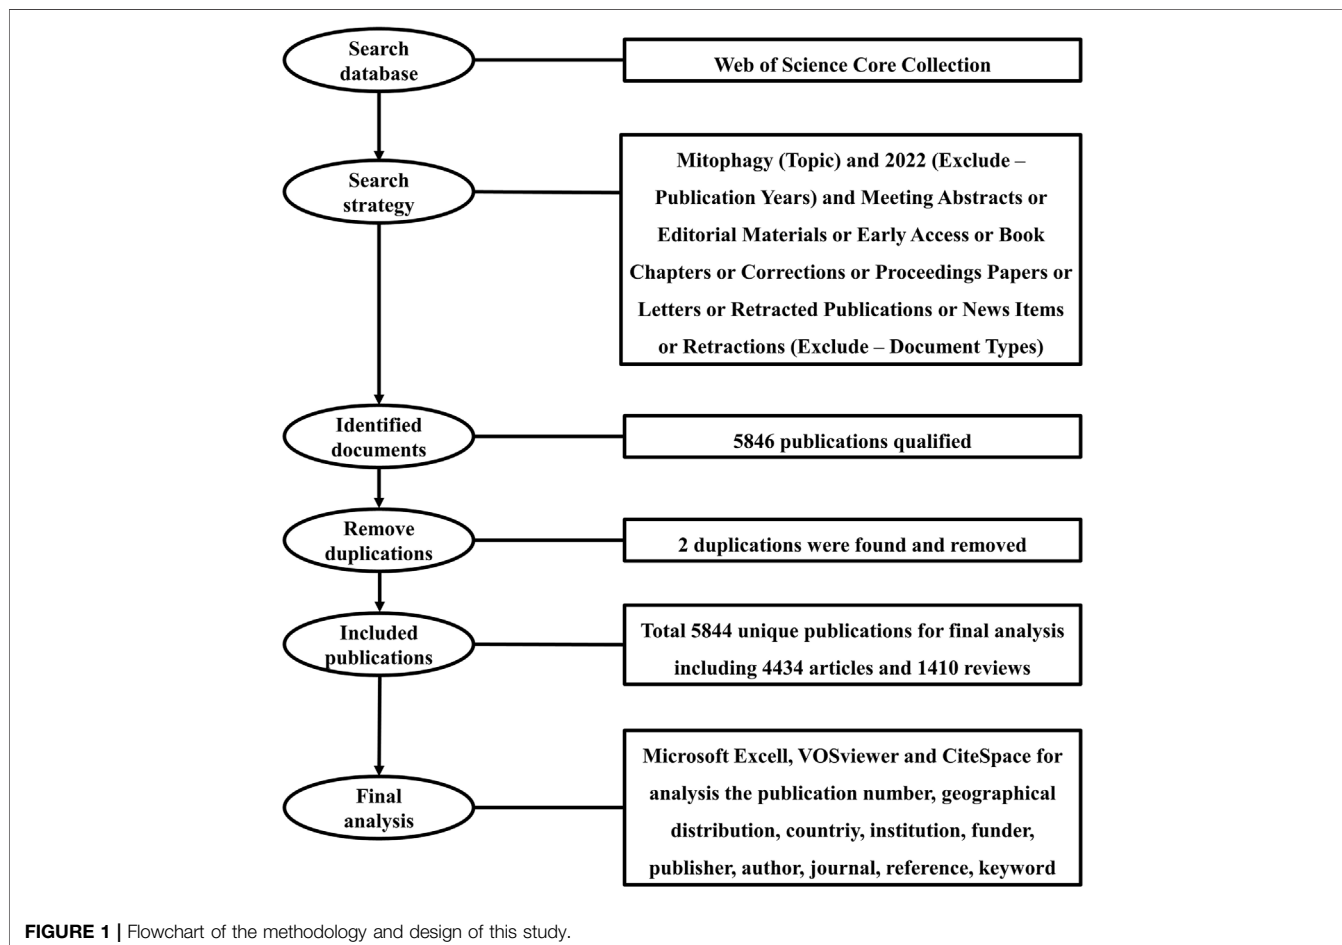 Search
database
Web of Science Core Collection
Search
strategy
Mitophagy (Topic) and 2022 (Exclude –
Publication Years) and Meeting Abstracts or
Editorial Materials or Early Access or Book
Chapters or Corrections or Proceedings Papers or
Letters or Retracted Publications or News Items
or Retractions (Exclude – Document Types)
Identified
documents
5846 publications qualified
Remove
duplications
2 duplications were found and removed
Included
publications
Total 5844 unique publications for final analysis
including 4434 articles and 1410 reviews
Final
analysis
Microsoft Excell, VOSviewer and CiteSpace for
analysis the publication number, geographical
distribution, countriy, institution, funder,
publisher, author, journal, reference, keyword
FIGURE 1 | Flowchart of the methodology and design of this study.